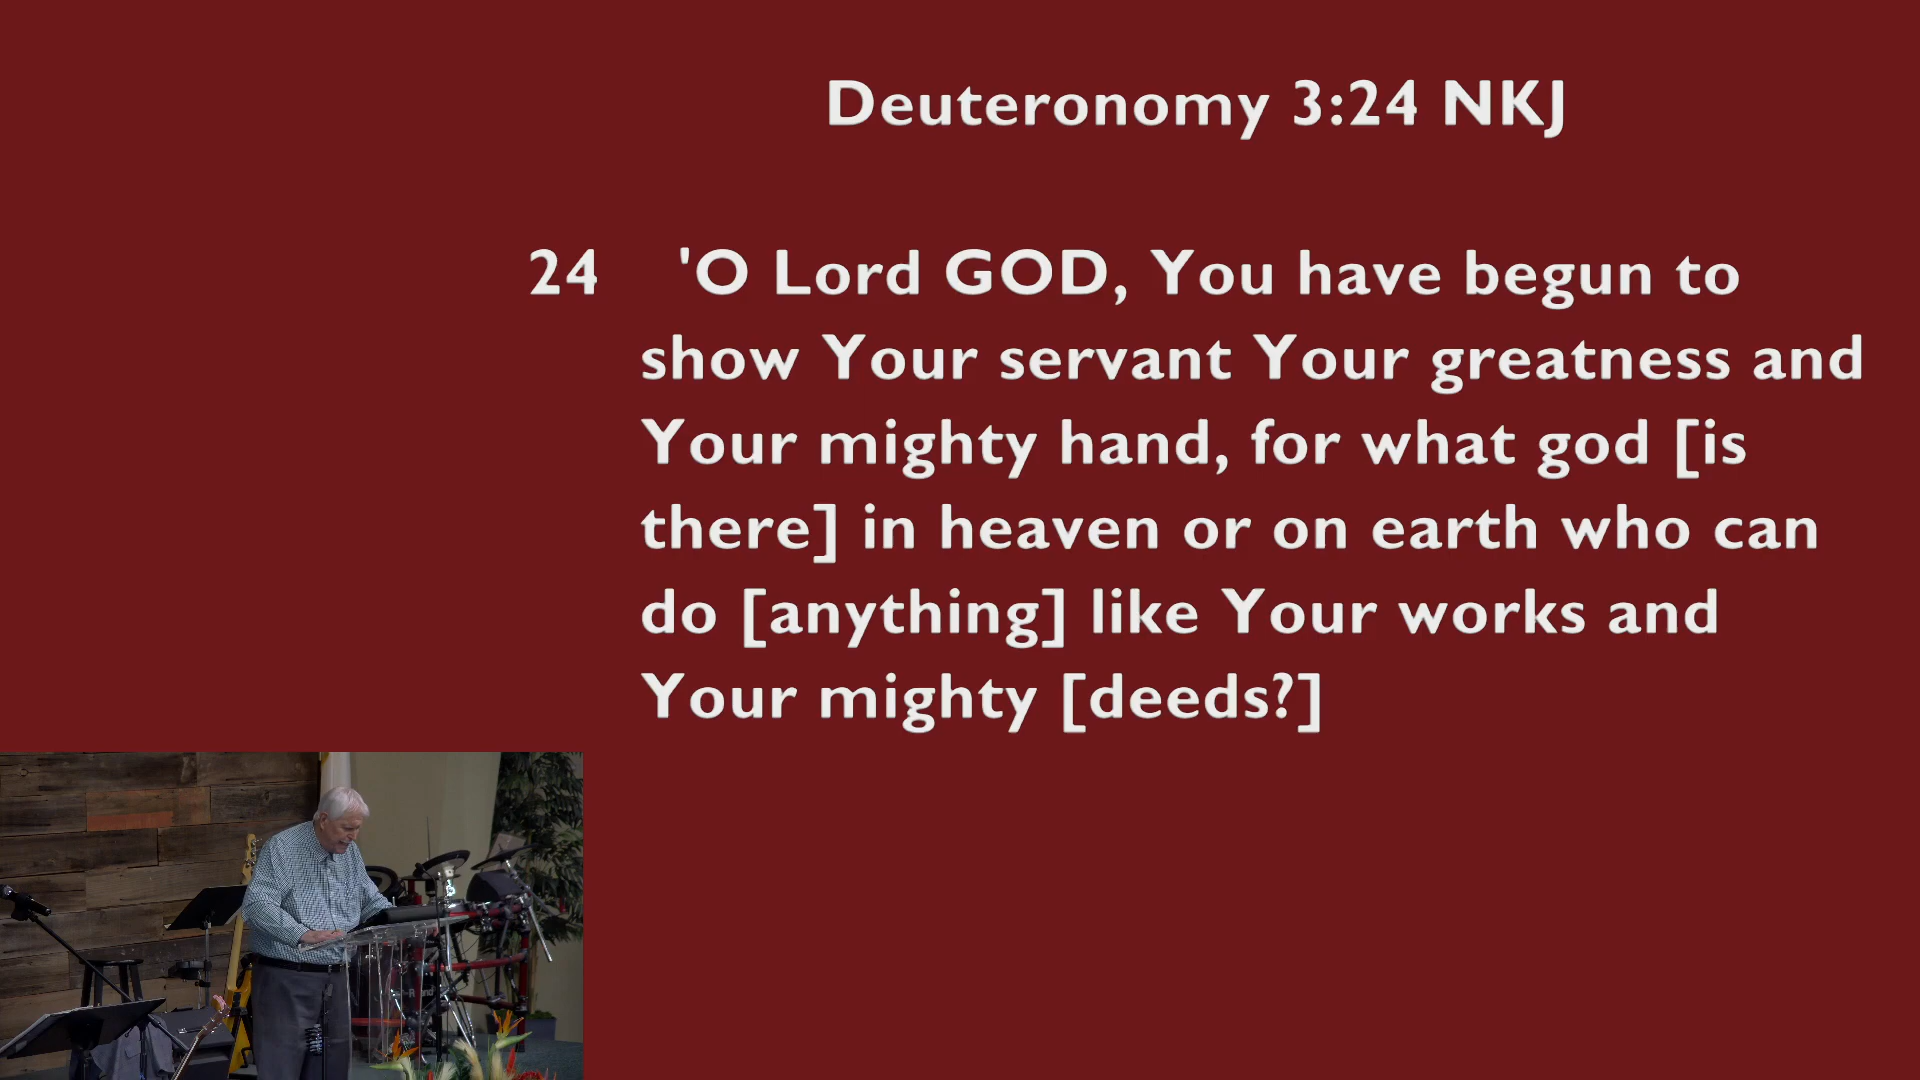 Deuteronomy 3:24 NKJ
24 'O Lord GOD, You have begun to
show Your servant Your greatness and
Your mighty hand, for what god [is
there] in heaven or on earth who can
do [anything] like Your works and
Your mighty [deeds?]